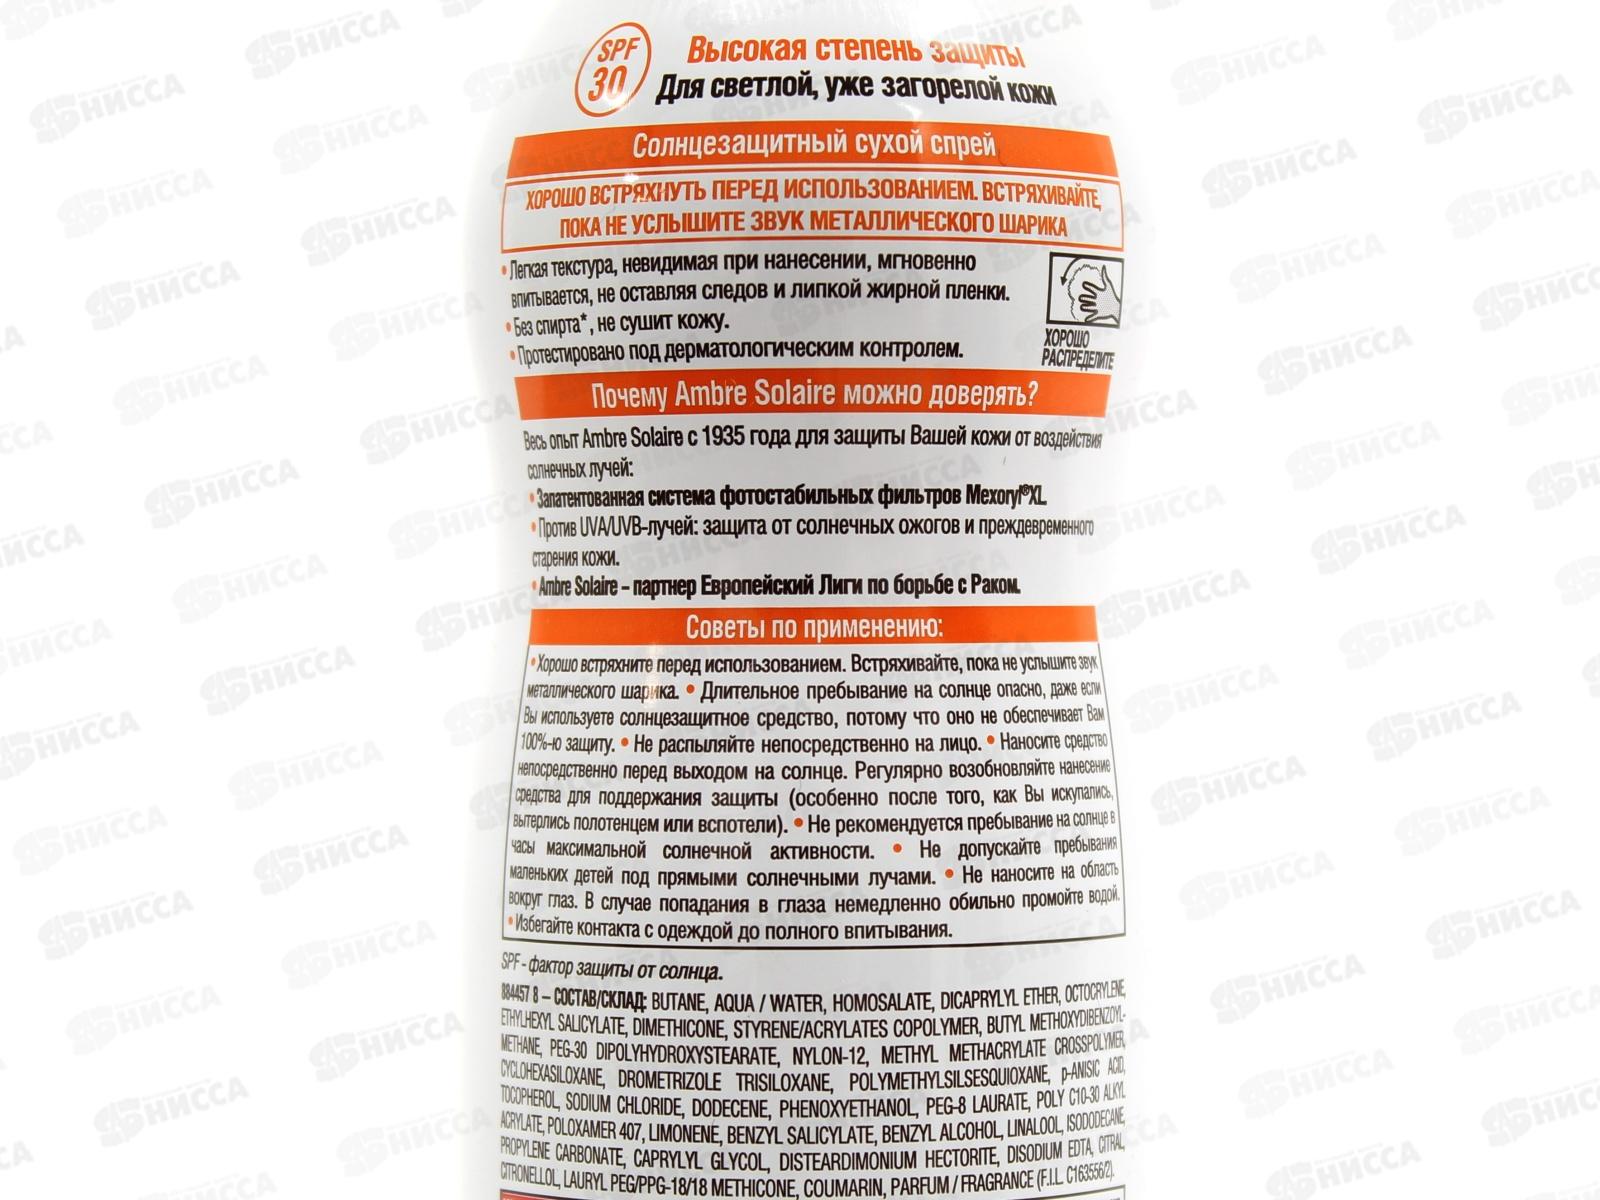 SPF
30
Высокая степень защиты
Для светлой, уже загорелой кожи
Солнцезащитный сухой спрей
ХОРОШО ВСТРЯХНУТЬ ПЕРЕД ИСПОЛЬЗОВАНИЕМ. ВСТРЯХИВАЙТЕ,
ПОКА НЕ УСЛЫШИТЕ ЗВУК МЕТАЛЛИЧЕСКОГО ШАРИКА
• Легкая текстура, невидимая при нанесении, мгновенно
впитывается, не оставляя следов и липкой жирной пленки.
• Без спирта*, не сушит кожу.
• Протестировано под дерматологическим контролем.
ХОРОШО
РАСПРЕДЕЛИТЕ
Почему Ambre Solaire можно доверять?
Весь опыт Ambre Solaire с 1935 года для защиты Вашей кожи от воздействия
солнечных лучей:
• Запатентованная система фотостабильных фильтров Mexoryl®XL.
• Против UVA/UVB-лучей: защита от солнечных ожогов и преждевременного
старения кожи.
• Ambre Solaire – партнер Европейский Лиги по борьбе с Раком.
Советы по применению:
• Хорошо встряхните перед использованием. Встряхивайте, пока не услышите звук
металлического шарика. • Длительное пребывание на солнце опасно, даже если
Вы используете солнцезащитное средство, потому что оно не обеспечивает Вам
100%-ю защиту. • Не распыляйте непосредственно на лицо. • Наносите средство
непосредственно перед выходом на солнце. Регулярно возобновляйте нанесение
средства для поддержания защиты (особенно после того, как Вы искупались,
вытерлись полотенцем или вспотели). • Не рекомендуется пребывание на солнце в
часы максимальной солнечной активности. • Не допускайте пребывания
маленьких детей под прямыми солнечными лучами. • Не наносите на область
вокруг глаз. В случае попадания в глаза немедленно обильно промойте водой.
• Избегайте контакта с одеждой до полного впитывания.
SPF - фактор защиты от солнца.
884457 8 – СОСТАВ/СКЛАД: BUTANE, AQUA / WATER, HOMOSALATE, DICAPRYLYL ETHER, OCTOCRYLENE,
ETHYLHEXYL SALICYLATE, DIMETHICONE, STYRENE/ACRYLATES COPOLYMER, BUTYL METHOXYDIBENZOYL-
METHANE, PEG-30 DIPOLYHYDROXYSTEARATE, NYLON-12, METHYL METHACRYLATE CROSSPOLYMER,
CYCLOHEXASILOXANE, DROMETRIZOLE TRISILOXANE, POLYMETHYLSILSESQUIOXANE, p-ANISIC ACID,
TOCOPHEROL, SODIUM CHLORIDE, DODECENE, PHENOXYETHANOL, PEG-8 LAURATE, POLY C10-30 ALKYL
ACRYLATE, POLOXAMER 407, LIMONENE, BENZYL SALICYLATE, BENZYL ALCOHOL, LINALOOL, ISODODECANE,
PROPYLENE CARBONATE, CAPRYLYL GLYCOL, DISTEARDIMONIUM HECTORITE, DISODIUM EDTA, CITRAL,
CITRONELLOL, LAURYL PEG/PPG-18/18 METHICONE, COUMARIN, PARFUM / FRAGRANCE (F.I.L. C163556/2).